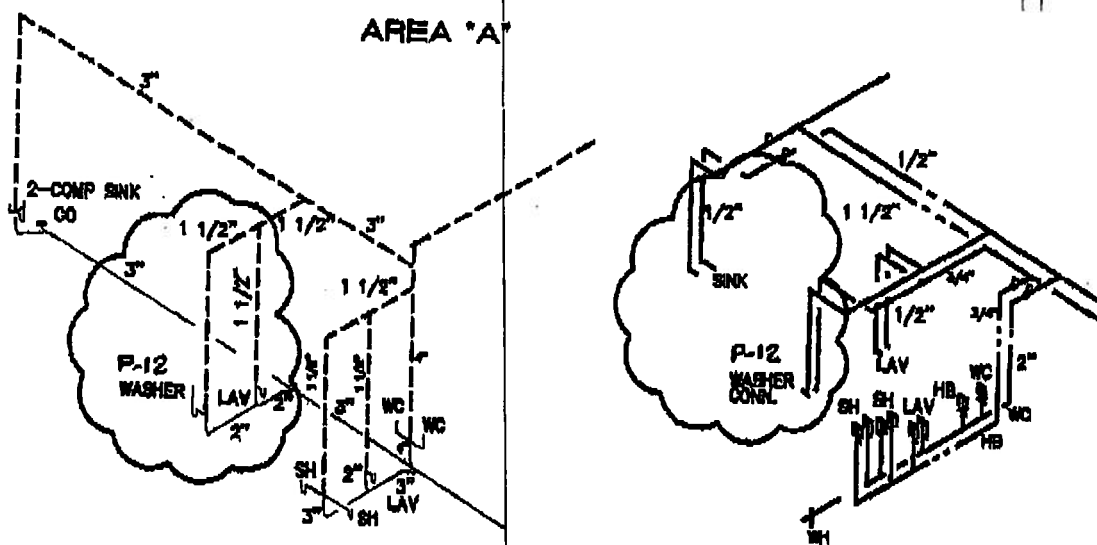 AREA "A"
3"
2-COMP SINK
CO
3"
1 1/2"
1 1/2"
3"
1 1/2"
1 1/2"
P-12
WASHER
LAV
2"
2"
1 1/2"
1 1/2"
4"
WC
WC
SH
2"
3"
3"
LAV
SH
1/2"
1/2"
1 1/2"
SINK
3/4"
1/2"
3/4"
2"
P-12
WASHER
CONN.
LAV
SH
SH
LAV
HB
WC
WC
HB
WH